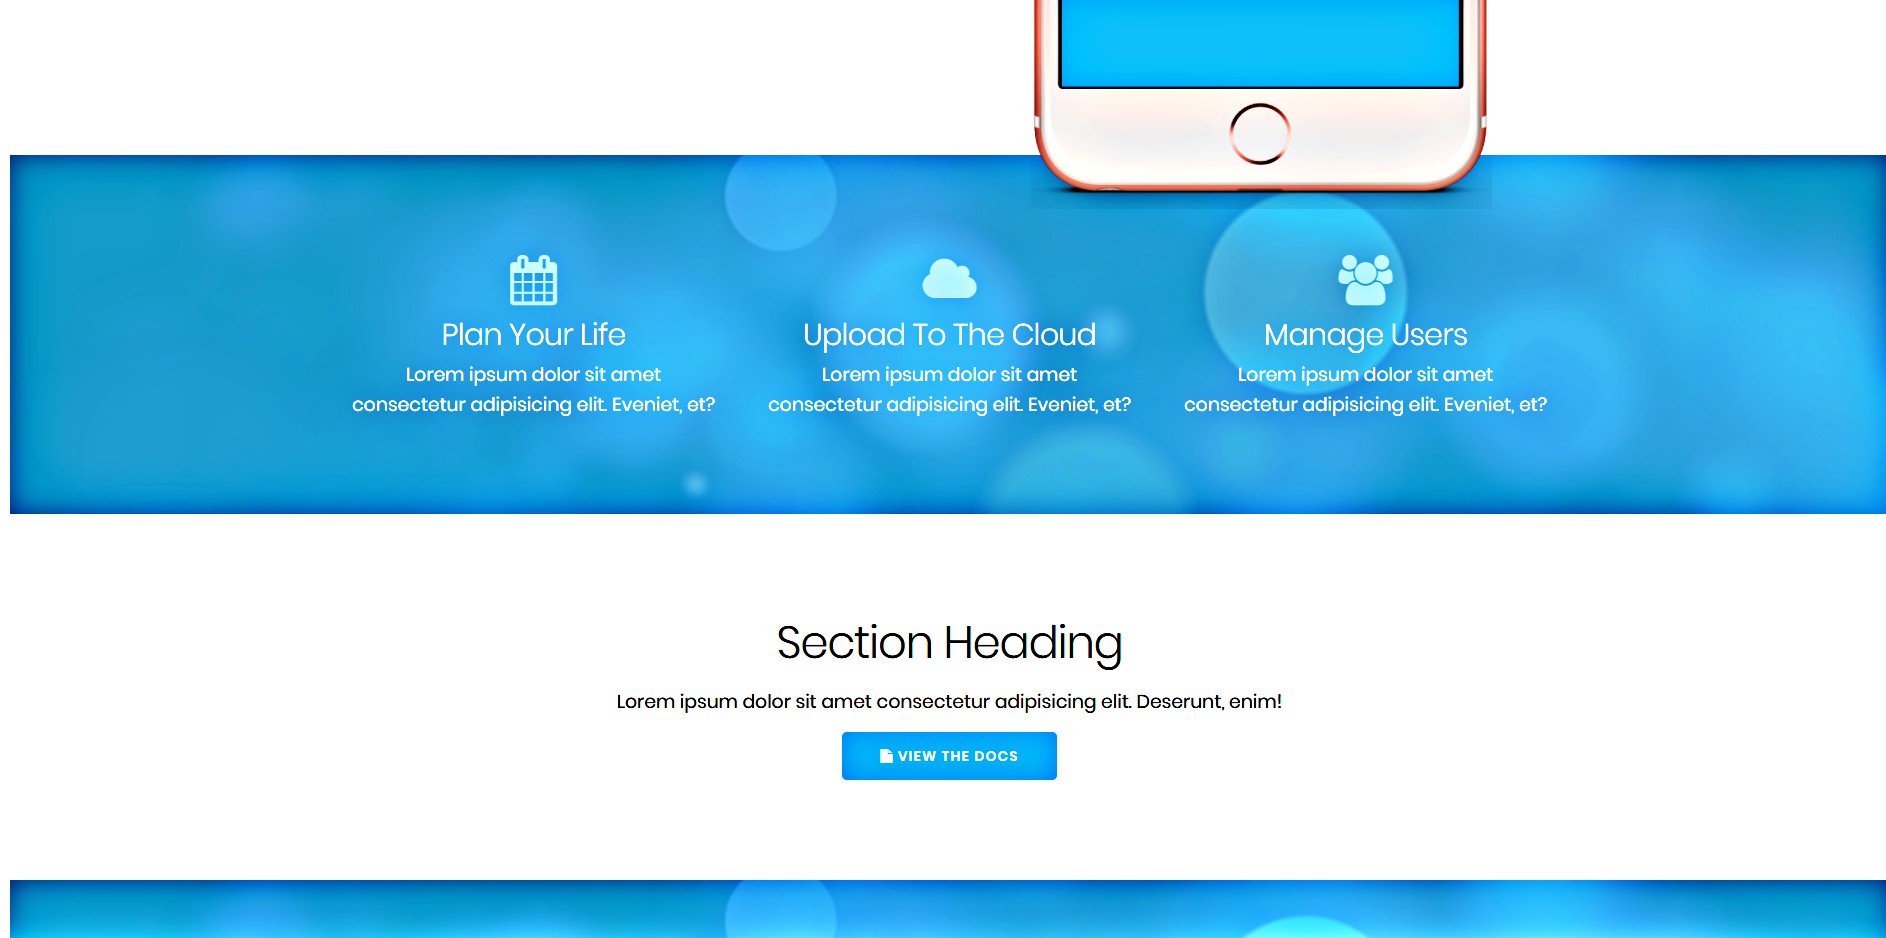 Plan Your Life
Lorem ipsum dolor sit amet
consectetur adipisicing elit. Eveniet, et?
Upload To The Cloud
Lorem ipsum dolor sit amet
consectetur adipisicing elit. Eveniet, et?
Manage Users
Lorem ipsum dolor sit amet
consectetur adipisicing elit. Eveniet, et?
Section Heading
Lorem ipsum dolor sit amet consectetur adipisicing elit. Deserunt, enim!
VIEW THE DOCS